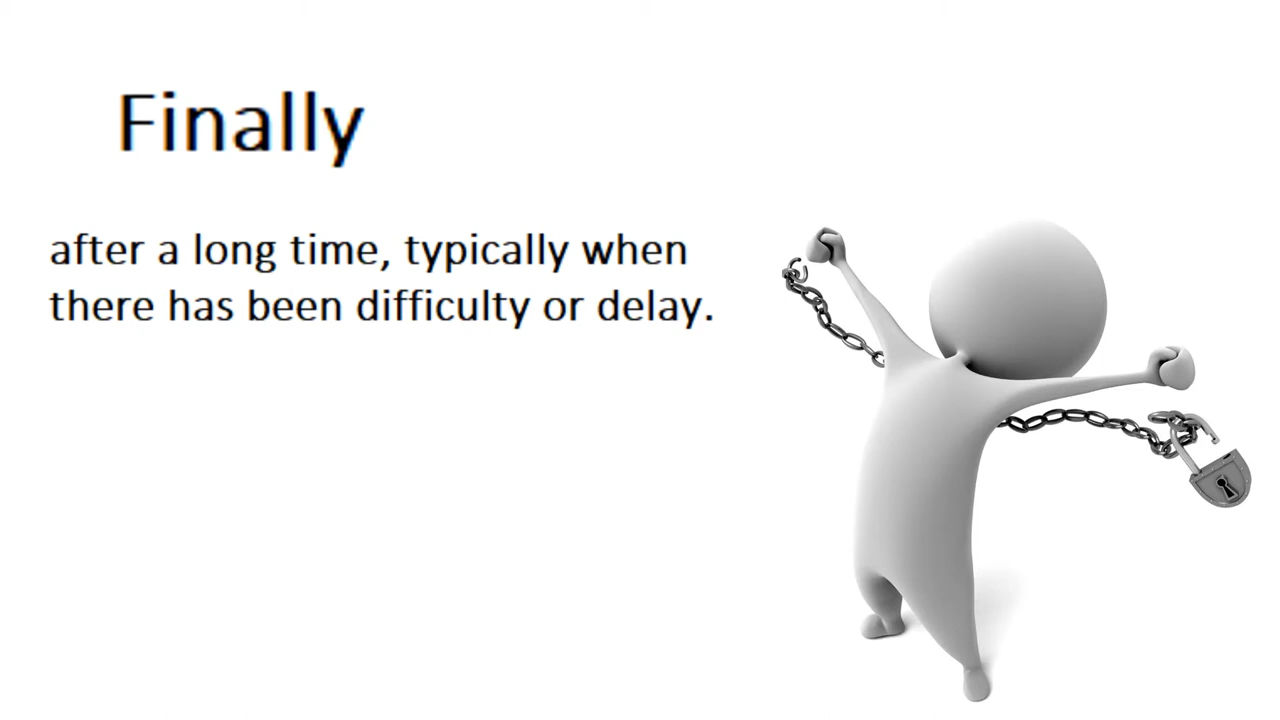 Finally
after a long time, typically when
there has been difficulty or delay.